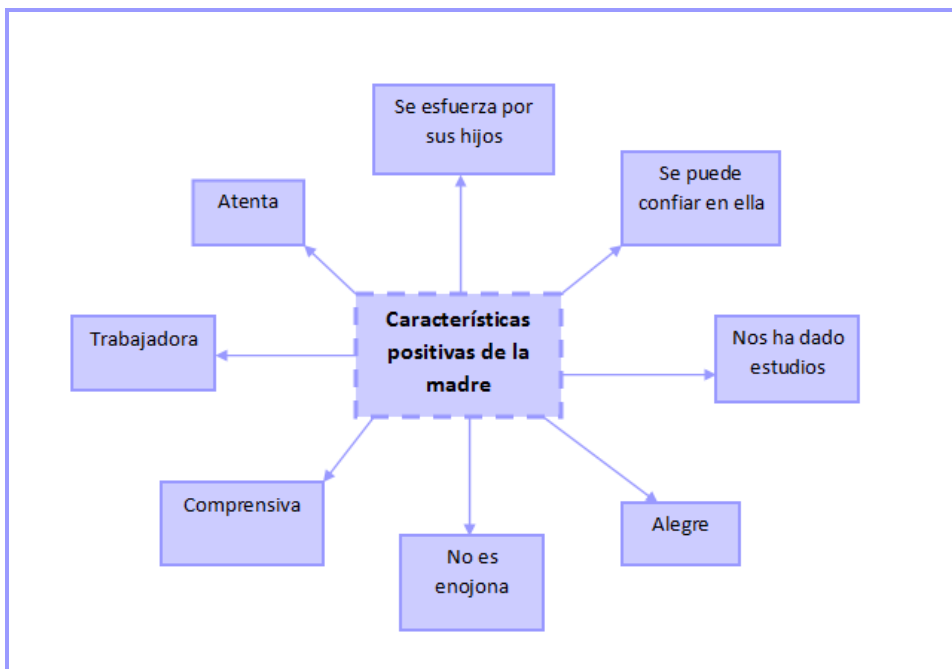 Se esfuerza por
sus hijos
Se puede
confiar en ella
Atenta
Trabajadora
Características
positivas de la
madre
Nos ha dado
estudios
Comprensiva
No es
enojona
Alegre